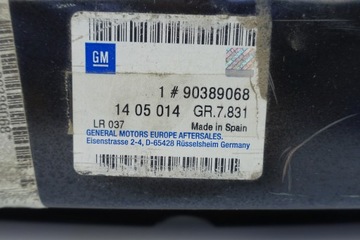 GM
1 # 90389068
14 05 014 GR.7.831
LR 037 Made in Spain
GENERAL MOTORS EUROPE AFTERSALES.
Eisenstrasse 2-4, D-65428 Rüsselsheim Germany